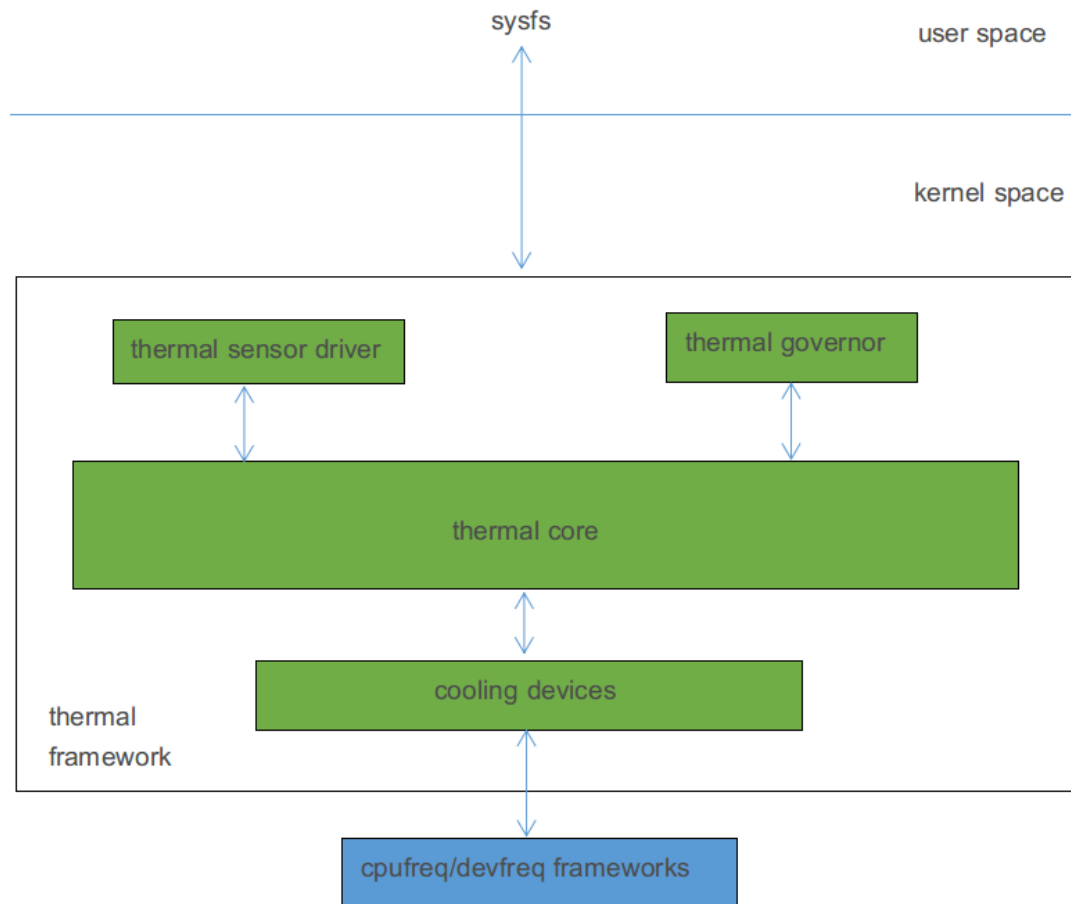 sysfs
user space
kernel space
thermal sensor driver
thermal governor
thermal core
cooling devices
thermal
framework
cpufreq/devfreq frameworks